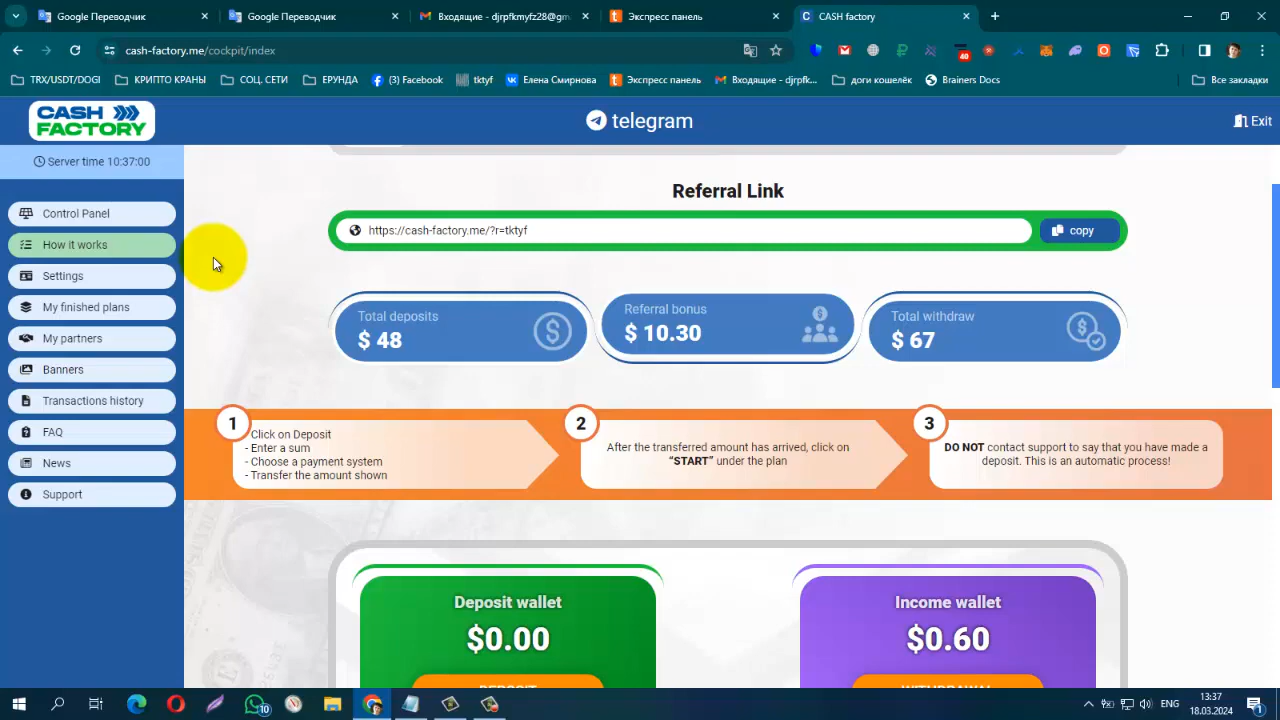 Google Переводчик
Google Переводчик
Входящие - djrpfkmyfz28@gm
Экспресс панель
CASH factory
cash-factory.me/cockpit/index
40
TRX/USDT/DOGI
КРИПТО КРАНЫ
СОЦ. СЕТИ
ЕРУНДА
(3) Facebook
tktyf
Елена Смирнова
Экспресс панель
Входящие - djrpfk...
доги кошелёк
Brainers Docs
Все закладки
CASH
FACTORY
telegram
Exit
Server time 10:37:00
Control Panel
How it works
Settings
My finished plans
My partners
Banners
Transactions history
FAQ
News
Support
Referral Link
https://cash-factory.me/?r=tktyf
copy
Total deposits
$ 48
Referral bonus
$ 10.30
Total withdraw
$ 67
1
Click on Deposit
- Enter a sum
- Choose a payment system
- Transfer the amount shown
2
After the transferred amount has arrived, click on
“START” under the plan
3
DO NOT contact support to say that you have made a
deposit. This is an automatic process!
Deposit wallet
$0.00
DEPOSIT
Income wallet
$0.60
WITHDRAWAL
10
ENG
13:37
18.03.2024
1